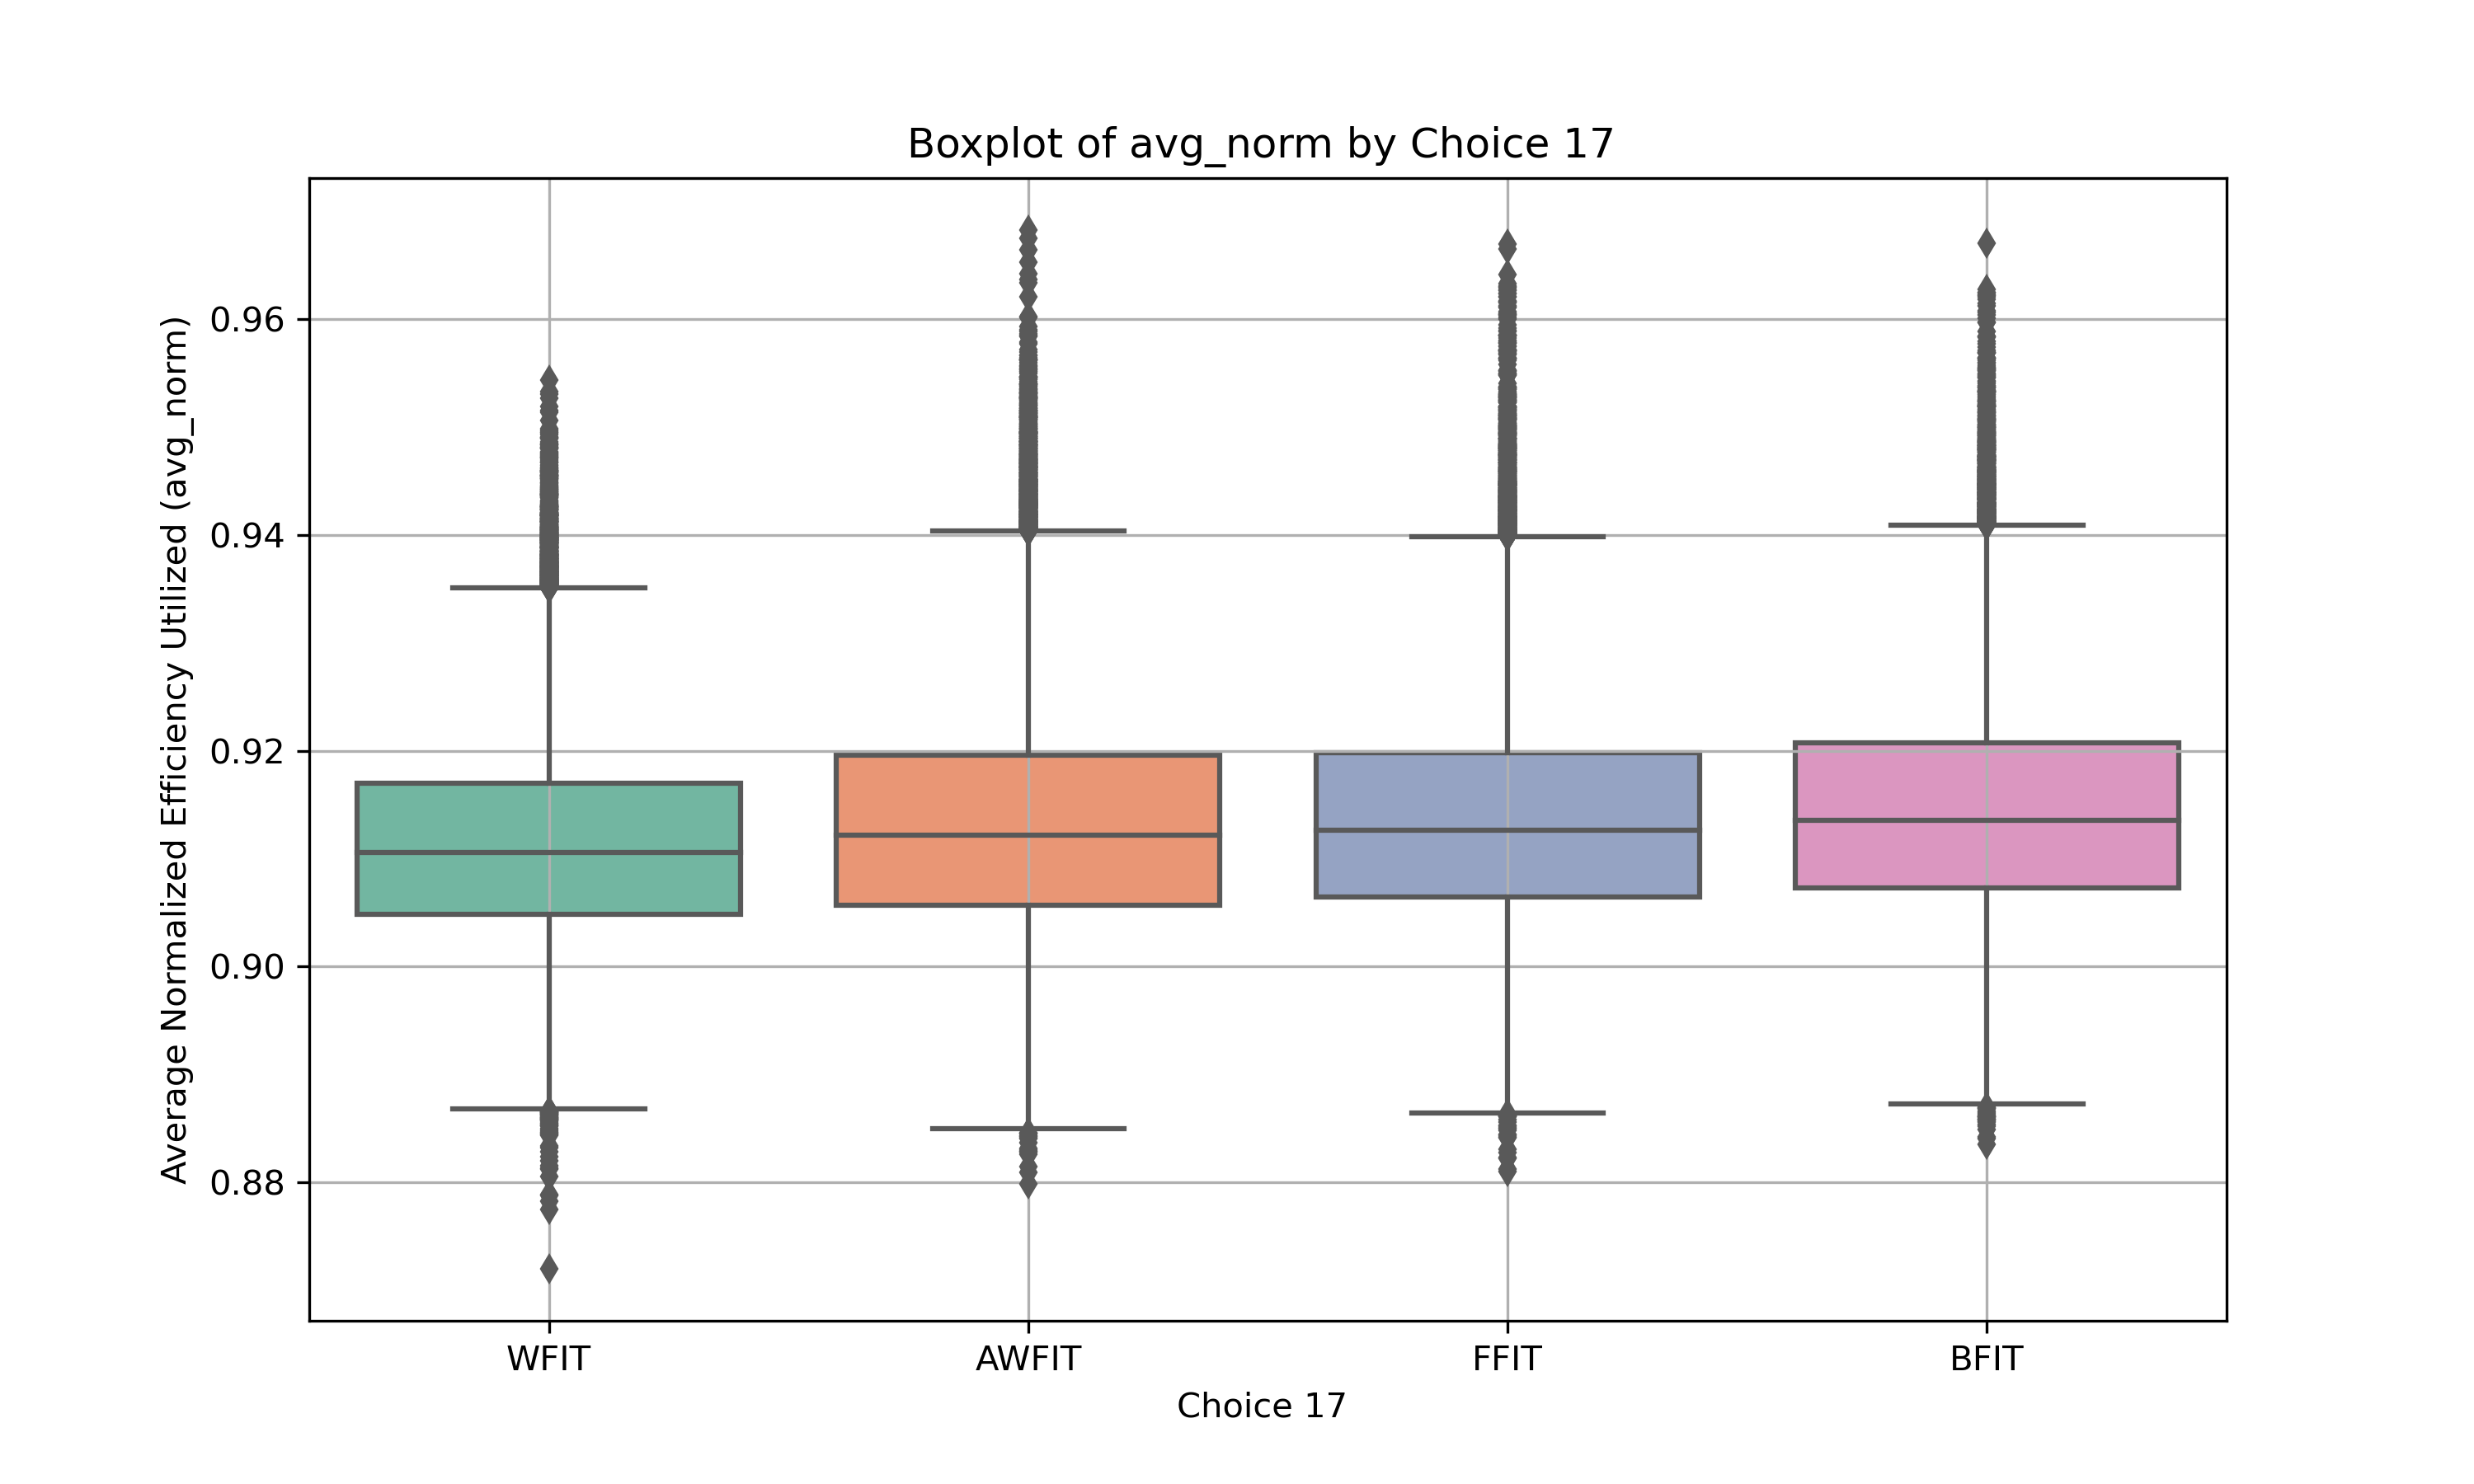 Boxplot of avg_norm by Choice 17
Average Normalized Efficiency Utilized (avg_norm)
0.96
0.94
0.92
0.90
0.88
WFIT AWFIT FFIT BFIT
Choice 17